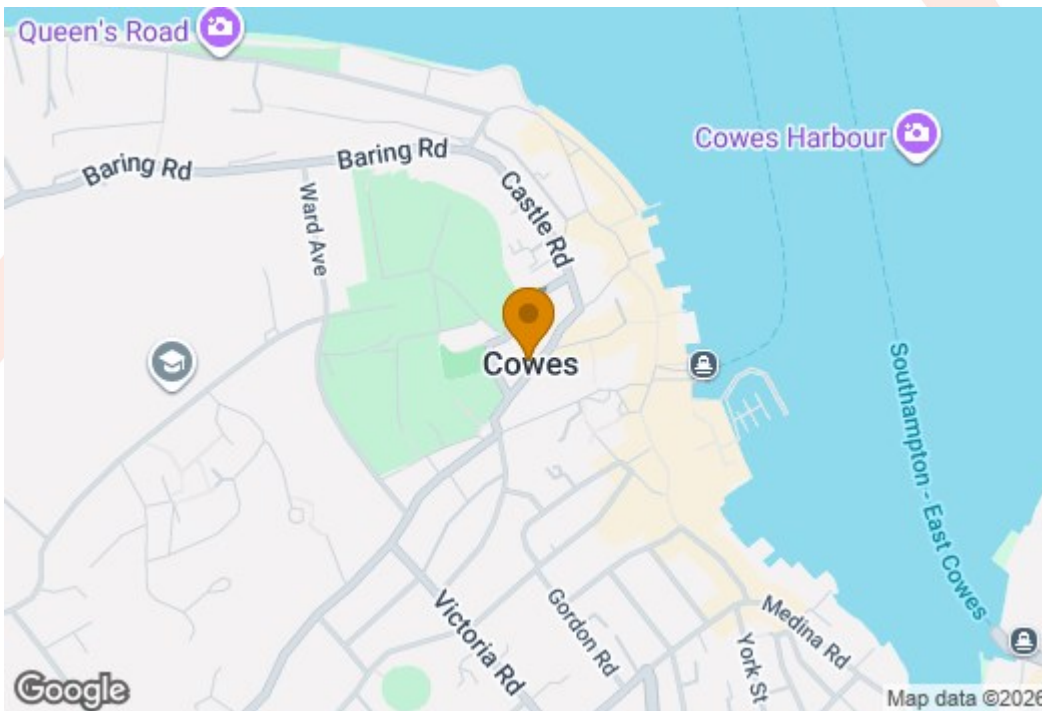 Queen's Road
Cowes Harbour
Baring Rd
Baring Rd
Castle Rd
Ward Ave
Cowes
Southampton - East Cowes
Victoria Rd
Gordon Rd
Medina Rd
York St
Google
Map data ©2026